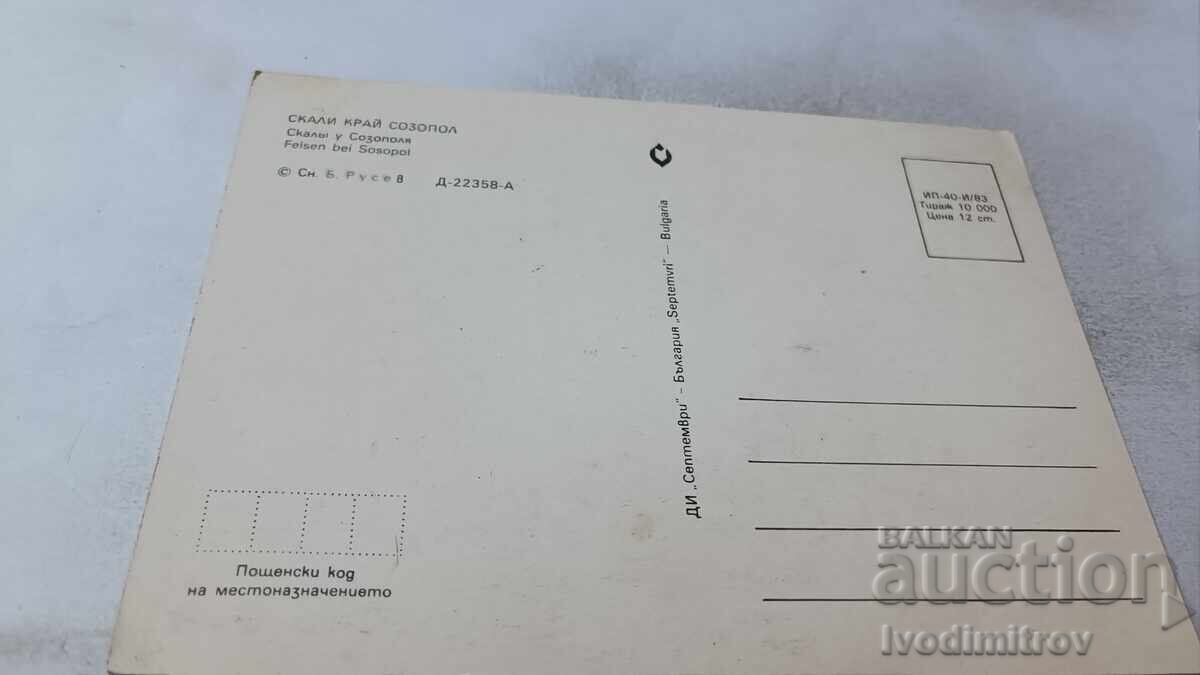 СКАЛИ КРАЙ СОЗОПОЛ
Скалы у Созополя
Felsen bei Sosopol
© Сн. Б. Русев Д-22358-А
ДИ „Септември" – България „Septemvri" – Bulgaria
ИП-40-И/83
Тираж 10 000
Цена 12 ст.
Пощенски код
на местоназначението
BALKAN
auction
Ivodimitrov